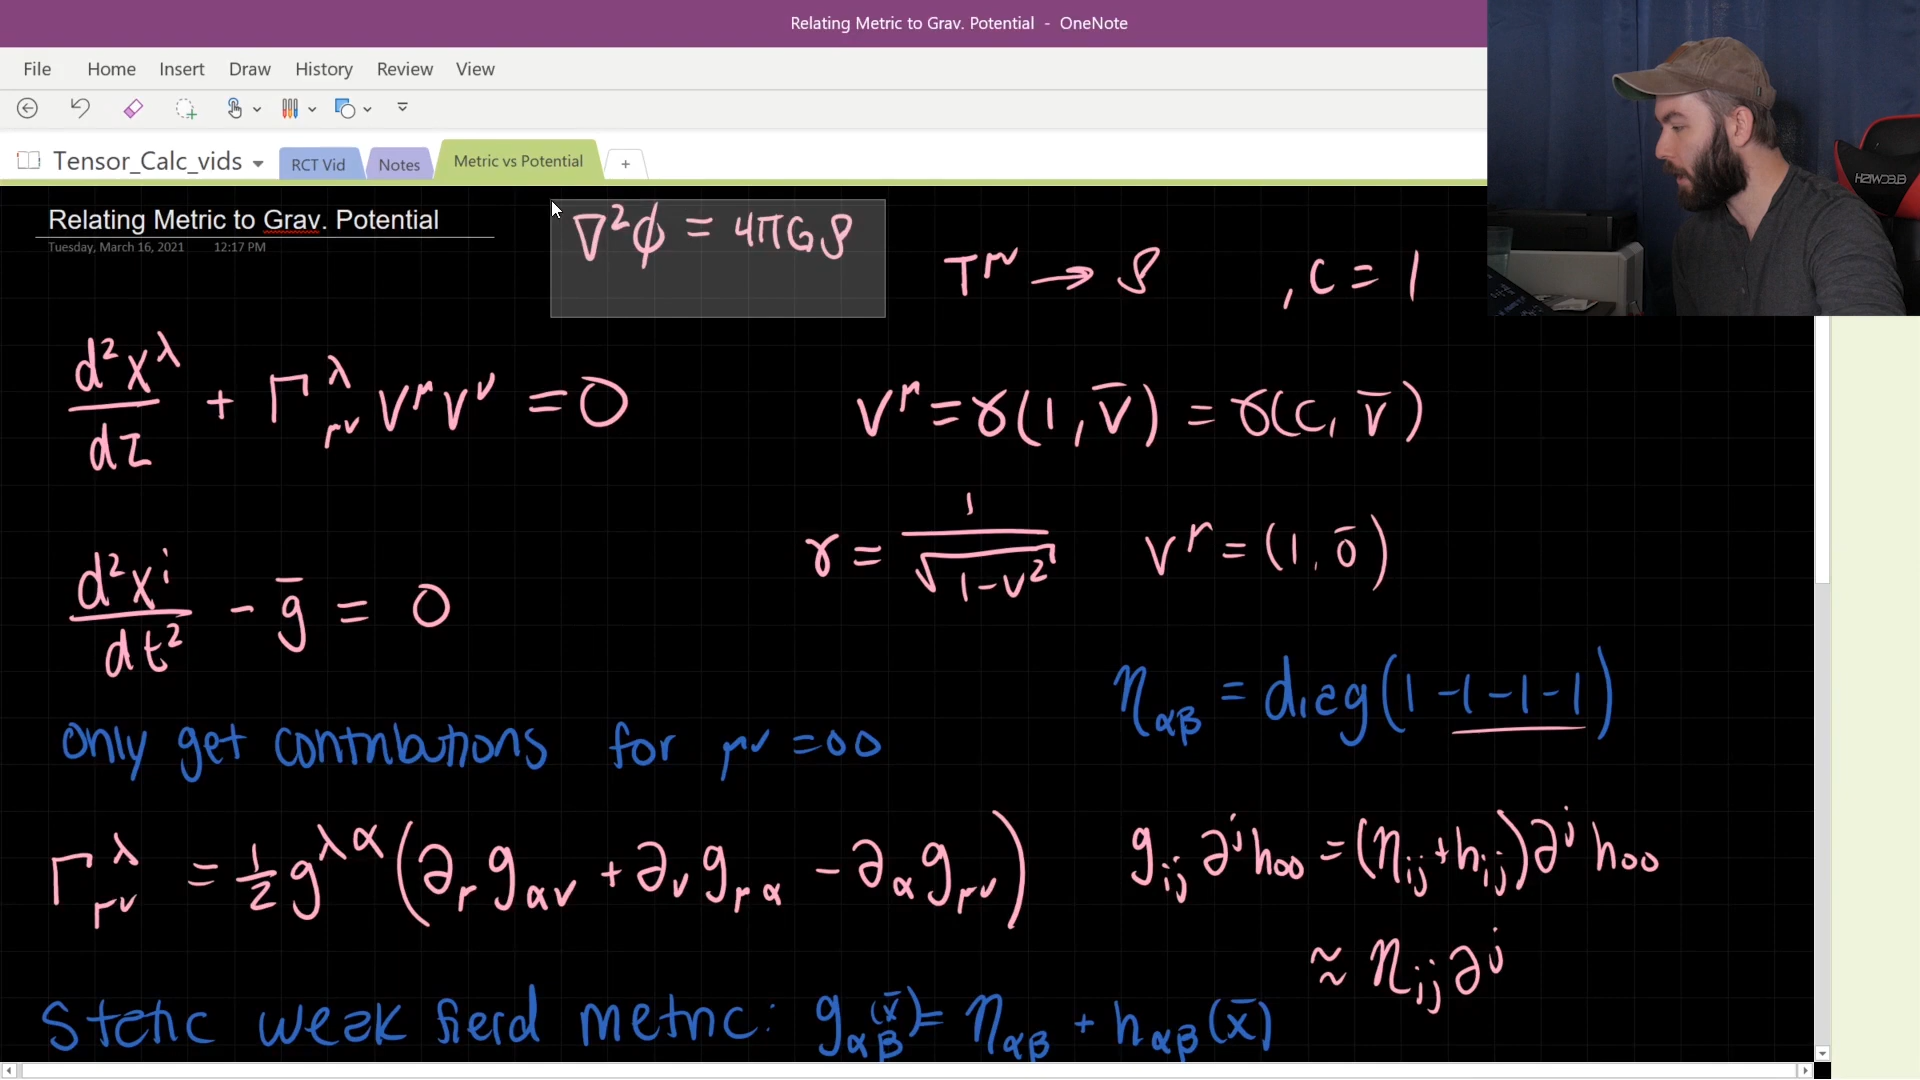 Relating Metric to Grav. Potential - OneNote
File Home Insert Draw History Review View
Tensor_Calc_vids RCT Vid Notes Metric vs Potential +
Relating Metric to Grav. Potential
Tuesday, March 16, 2021 12:17 PM
∇²ϕ = 4πGρ
T^μν → ρ , c = 1
d²x^λ/dτ + Γ^λ_μν v^μ v^ν = 0
v^μ = γ(1, v̄) = γ(c, v̄)
γ = 1/√(1-v²) v^μ = (1, 0̄)
d²x^i/dt² - ḡ = 0
η_αβ = diag(1 -1 -1 -1)
only get contributions for μν = 00
Γ^λ_μν = ½ g^λα (∂_μ g_αν + ∂_ν g_μα - ∂_α g_μν)
g_ij ∂^j h_00 = (η_ij + h_ij) ∂^j h_00
≈ η_ij ∂^j
Static weak field metric: g_αβ(x̄) = η_αβ + h_αβ(x̄)